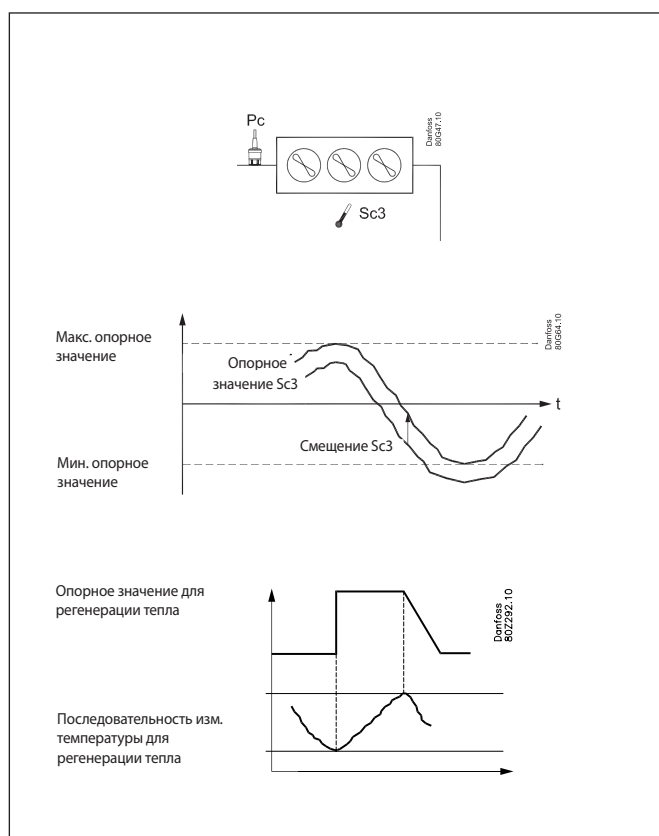 Pc
Danfoss
80G47.10
Sc3
Макс. опорное
значение
Опорное
значение Sc3
Danfoss
80G64.10
t
Смещение Sc3
Мин. опорное
значение
Опорное значение для
регенерации тепла
Danfoss
80Z292.10
Последовательность изм.
температуры для
регенерации тепла